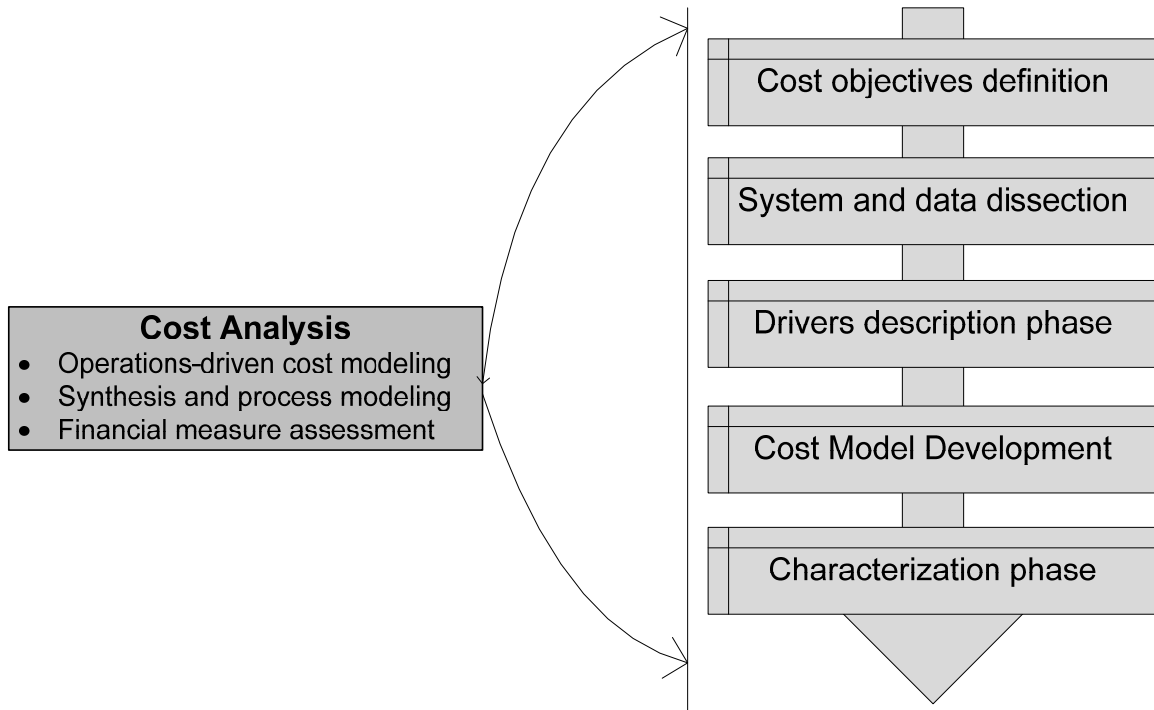 Cost Analysis
• Operations-driven cost modeling
• Synthesis and process modeling
• Financial measure assessment
Cost objectives definition
System and data dissection
Drivers description phase
Cost Model Development
Characterization phase